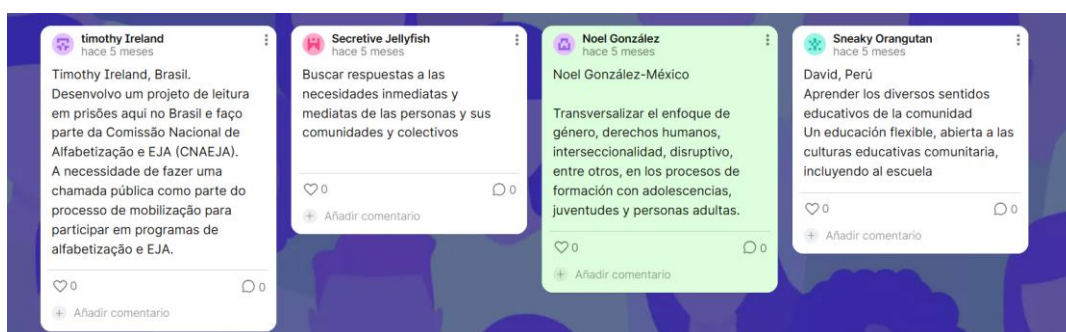 timothy Ireland
hace 5 meses
Timothy Ireland, Brasil.
Desenvolvo um projeto de leitura
em prisões aqui no Brasil e faço
parte da Comissão Nacional de
Alfabetização e EJA (CNAEJA).
A necessidade de fazer uma
chamada pública como parte do
processo de mobilização para
participar em programas de
alfabetização e EJA.
0
0
Añadir comentario
Secretive Jellyfish
hace 5 meses
Buscar respuestas a las
necesidades inmediatas y
mediatas de las personas y sus
comunidades y colectivos
0
0
Añadir comentario
Noel González
hace 5 meses
Noel González-México
Transversalizar el enfoque de
género, derechos humanos,
interseccionalidad, disruptivo,
entre otros, en los procesos de
formación con adolescencias,
juventudes y personas adultas.
0
0
Añadir comentario
Sneaky Orangutan
hace 5 meses
David, Perú
Aprender los diversos sentidos
educativos de la comunidad
Un educación flexible, abierta a las
culturas educativas comunitaria,
incluyendo al escuela
0
0
Añadir comentario